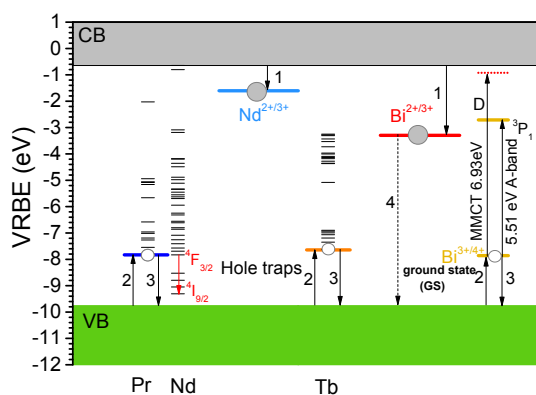 CB
VRBE (eV)
1
0
-1
-2
-3
-4
-5
-6
-7
-8
-9
-10
-11
-12
1
Nd2+/3+
1
Bi2+/3+
D
3P1
MMCT 6.93eV
5.51 eV A-band
4
4F3/2
4I9/2
Hole traps
Bi3+/4+
ground state
(GS)
2
3
2
3
2
3
VB
Pr
Nd
Tb